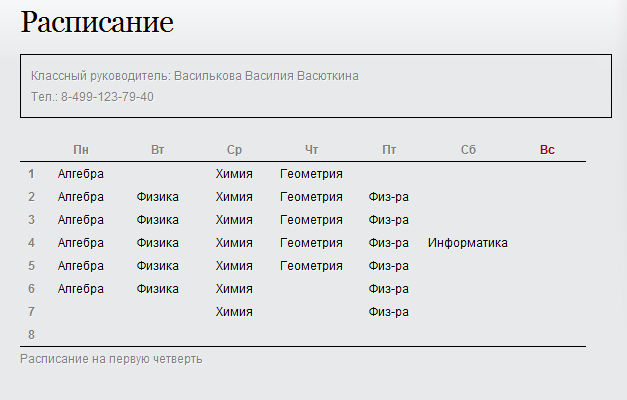 Расписание
Классный руководитель: Василькова Василия Васюткина
Тел.: 8-499-123-79-40
Пн Вт Ср Чт Пт Сб Вс
1 Алгебра Химия Геометрия
2 Алгебра Физика Химия Геометрия Физ-ра
3 Алгебра Физика Химия Геометрия Физ-ра
4 Алгебра Физика Химия Геометрия Физ-ра Информатика
5 Алгебра Физика Химия Геометрия Физ-ра
6 Алгебра Физика Химия Физ-ра
7 Химия Физ-ра
8
Расписание на первую четверть